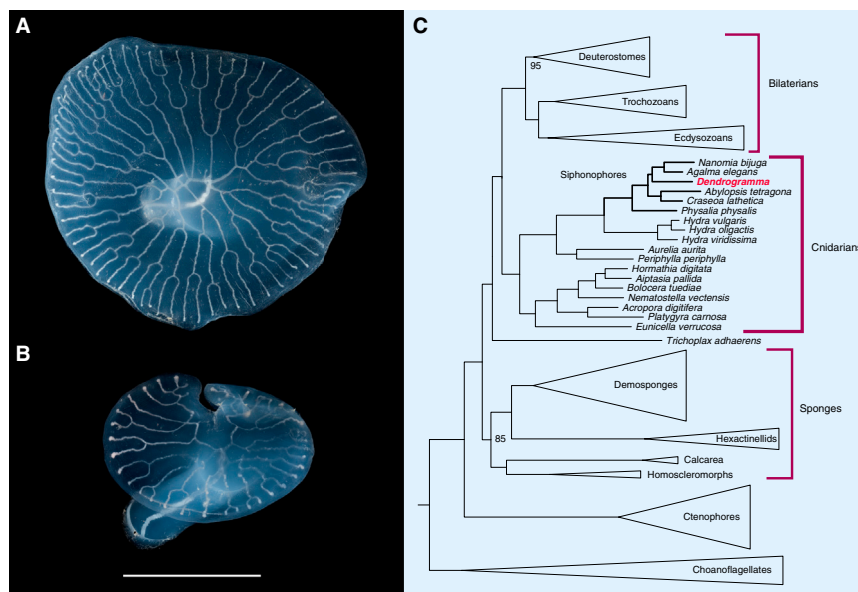 A
B
C
Deuterostomes
95
Bilaterians
Trochozoans
Ecdysozoans
Siphonophores
Nanomia bijuga
Agalma elegans
Dendrogramma
Abylopsis tetragona
Craseoa lathetica
Physalia physalis
Hydra vulgaris
Hydra oligactis
Hydra viridissima
Cnidarians
Aurelia aurita
Periphylla periphylla
Hormathia digitata
Aiptasia pallida
Bolocera tuediae
Nematostella vectensis
Acropora digitifera
Platygyra carnosa
Eunicella verrucosa
Trichoplax adhaerens
Demosponges
Sponges
85
Hexactinellids
Calcarea
Homoscleromorphs
Ctenophores
Choanoflagellates